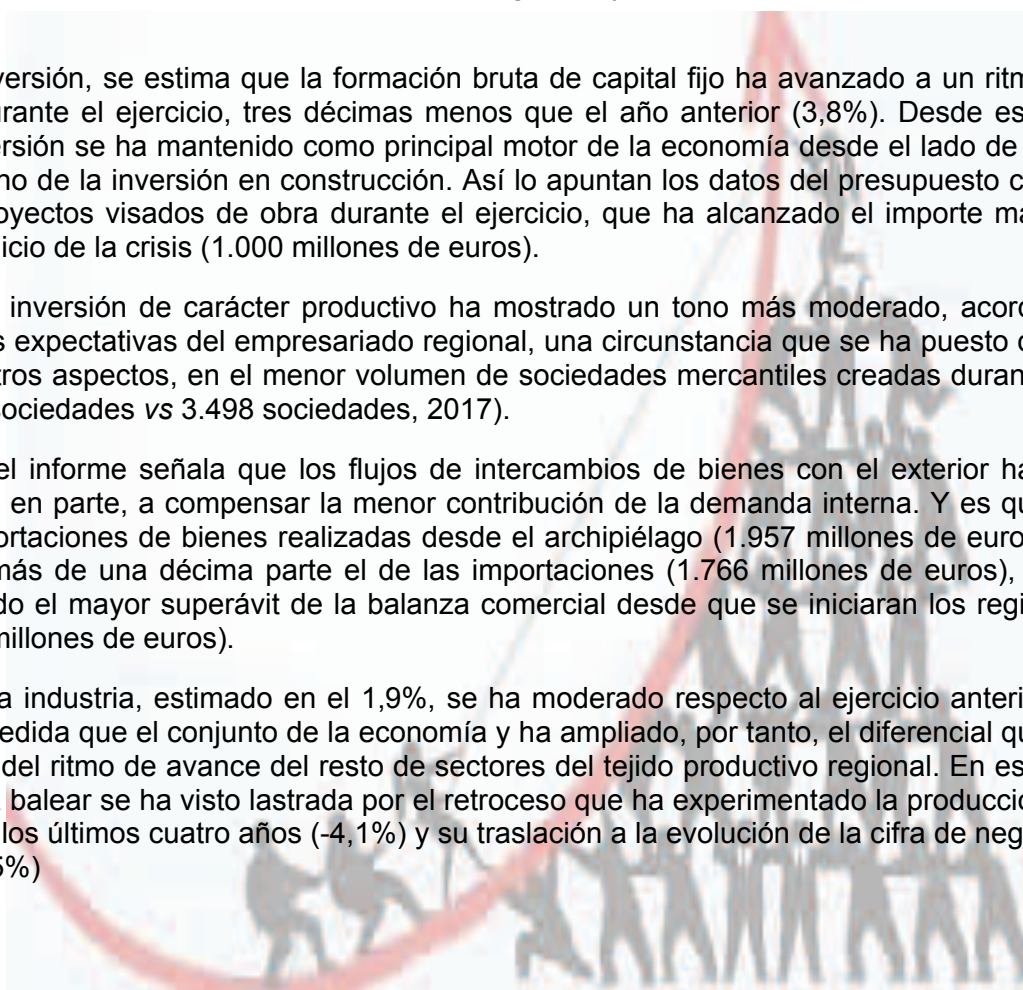 versión, se estima que la formación bruta de capital fijo ha avanzado a un ritm
urante el ejercicio, tres décimas menos que el año anterior (3,8%). Desde es
ersión se ha mantenido como principal motor de la economía desde el lado de
no de la inversión en construcción. Así lo apuntan los datos del presupuesto c
oyectos visados de obra durante el ejercicio, que ha alcanzado el importe má
icio de la crisis (1.000 millones de euros).
inversión de carácter productivo ha mostrado un tono más moderado, acord
s expectativas del empresariado regional, una circunstancia que se ha puesto d
tros aspectos, en el menor volumen de sociedades mercantiles creadas duran
sociedades vs 3.498 sociedades, 2017).
el informe señala que los flujos de intercambios de bienes con el exterior ha
en parte, a compensar la menor contribución de la demanda interna. Y es qu
ortaciones de bienes realizadas desde el archipiélago (1.957 millones de euro
más de una décima parte el de las importaciones (1.766 millones de euros),
do el mayor superávit de la balanza comercial desde que se iniciaran los regi
millones de euros).
a industria, estimado en el 1,9%, se ha moderado respecto al ejercicio anteri
edida que el conjunto de la economía y ha ampliado, por tanto, el diferencial qu
del ritmo de avance del resto de sectores del tejido productivo regional. En es
balear se ha visto lastrada por el retroceso que ha experimentado la producció
los últimos cuatro años (-4,1%) y su traslación a la evolución de la cifra de neg
5%)